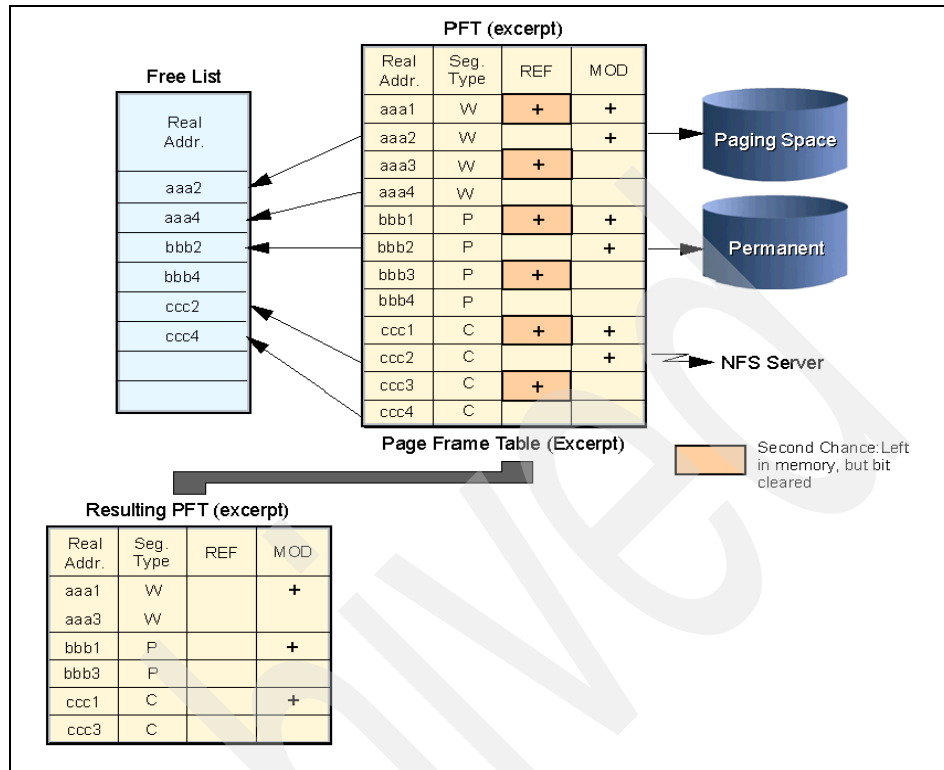 PFT (excerpt)
Free List
Real Addr.
aaa2
aaa4
bbb2
bbb4
ccc2
ccc4
Real Addr. Seg. Type REF MOD
aaa1 W + +
aaa2 W +
aaa3 W +
aaa4 W
bbb1 P + +
bbb2 P +
bbb3 P +
bbb4 P
ccc1 C + +
ccc2 C +
ccc3 C +
ccc4 C
Paging Space
Permanent
NFS Server
Page Frame Table (Excerpt)
Second Chance:Left
in memory, but bit
cleared
Resulting PFT (excerpt)
Real Addr. Seg. Type REF MOD
aaa1 W +
aaa3 W
bbb1 P +
bbb3 P
ccc1 C +
ccc3 C